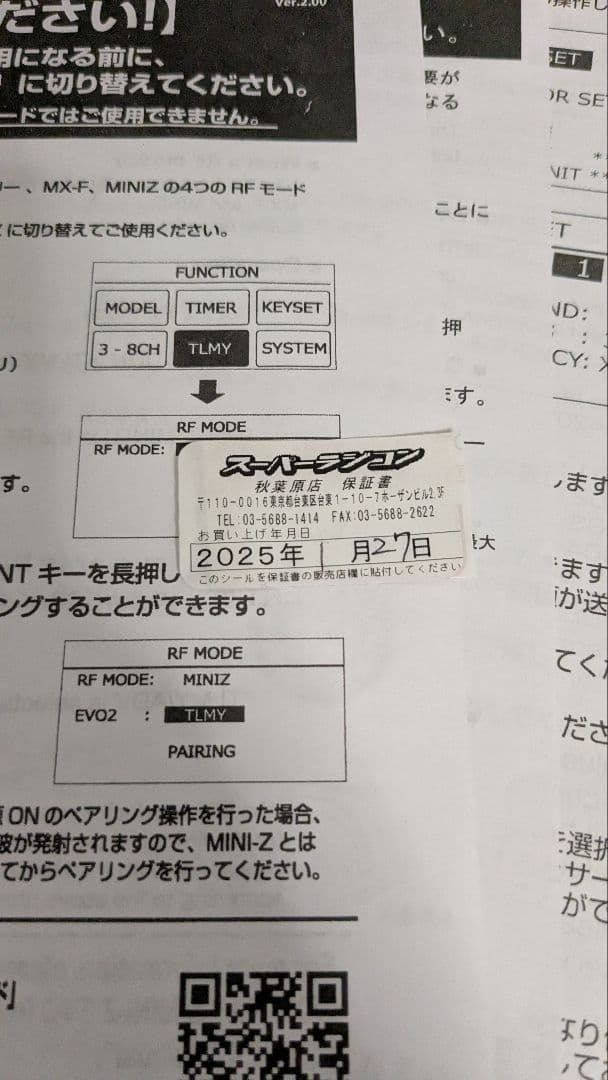 ださい!】
Ver.2.00
用になる前に、
に切り替えてください。
ードではご使用できません。
ー 、MX-F、MINIZ の4つの RF モード
に切り替えてご使用ください。
FUNCTION
MODEL TIMER KEYSET
3 - 8CH TLMY SYSTEM
RF MODE
RF MODE:
す。
スーパーラジコン
秋葉原店 保証書
〒110-0016東京都台東区台東1-10-7ホーザンビル2.3F
TEL:03-5688-1414 FAX:03-5688-2622
お買い上げ年月日
2025年 1月27日
このシールを保証書の販売店欄に貼付してください
NT キーを長押し
ングすることができます。
RF MODE
RF MODE: MINIZ
EVO2 : TLMY
PAIRING
ON のペアリング操作を行った場合、
波が発射されますので、MINI-Z とは
てからペアリングを行ってください。
い。
要が
なる
ことに
押
ます。
ー
最大
SET
OR SE
NIT **
ET
1
ND:
CY: X
します
ます
が送
てくだ
ださ
選択
サー
がで
なり